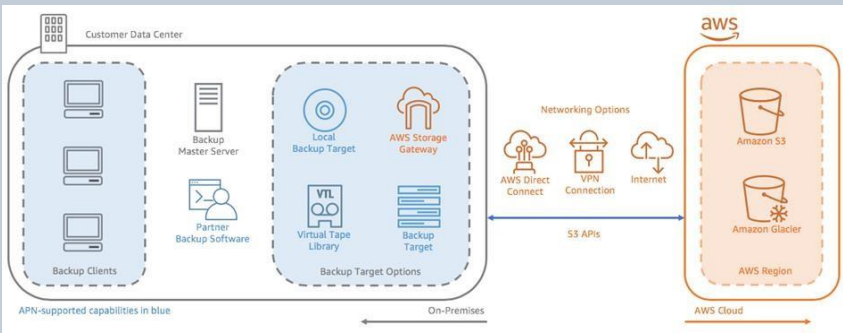 Customer Data Center
aws
Backup
Master Server
Local
Backup Target
AWS Storage
Gateway
Networking Options
Amazon S3
AWS Direct
Connect
VPN
Connection
Internet
Partner
Backup Software
VTL
Virtual Tape
Library
Backup
Target
S3 APIs
Amazon Glacier
Backup Clients
Backup Target Options
AWS Region
APN-supported capabilities in blue
On-Premises
AWS Cloud